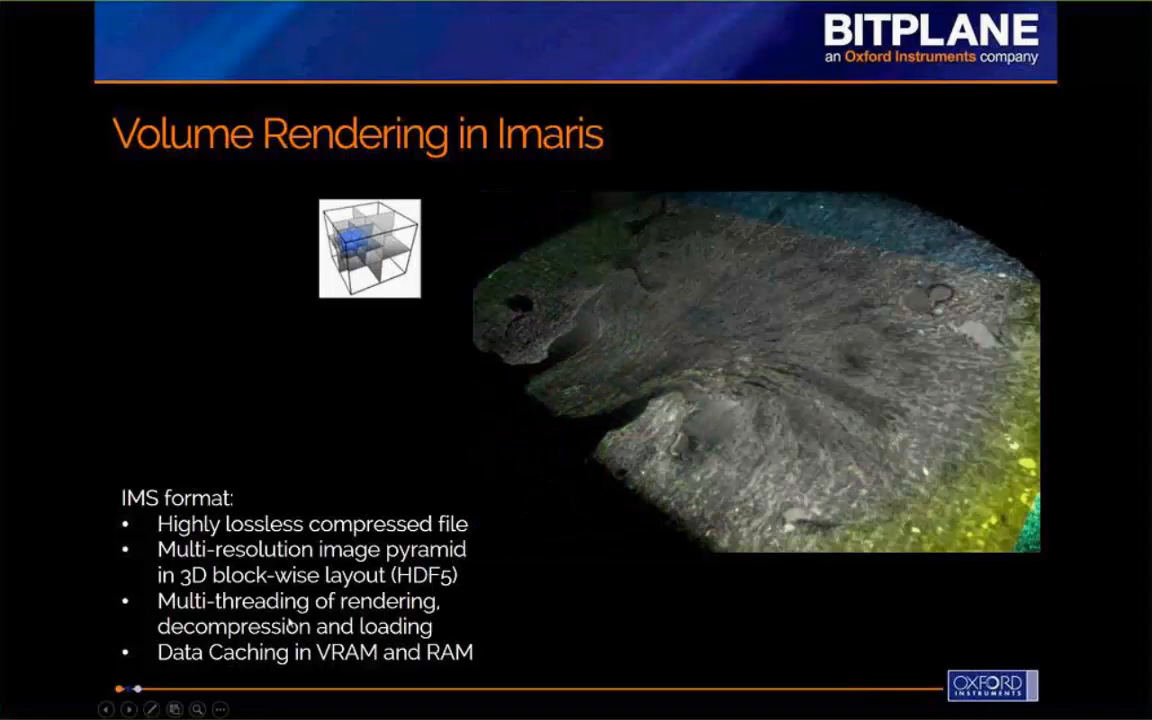 BITPLANE
an Oxford Instruments company
Volume Rendering in Imaris
IMS format:
• Highly lossless compressed file
• Multi-resolution image pyramid
in 3D block-wise layout (HDF5)
• Multi-threading of rendering,
decompression and loading
• Data Caching in VRAM and RAM
OXFORD
INSTRUMENTS